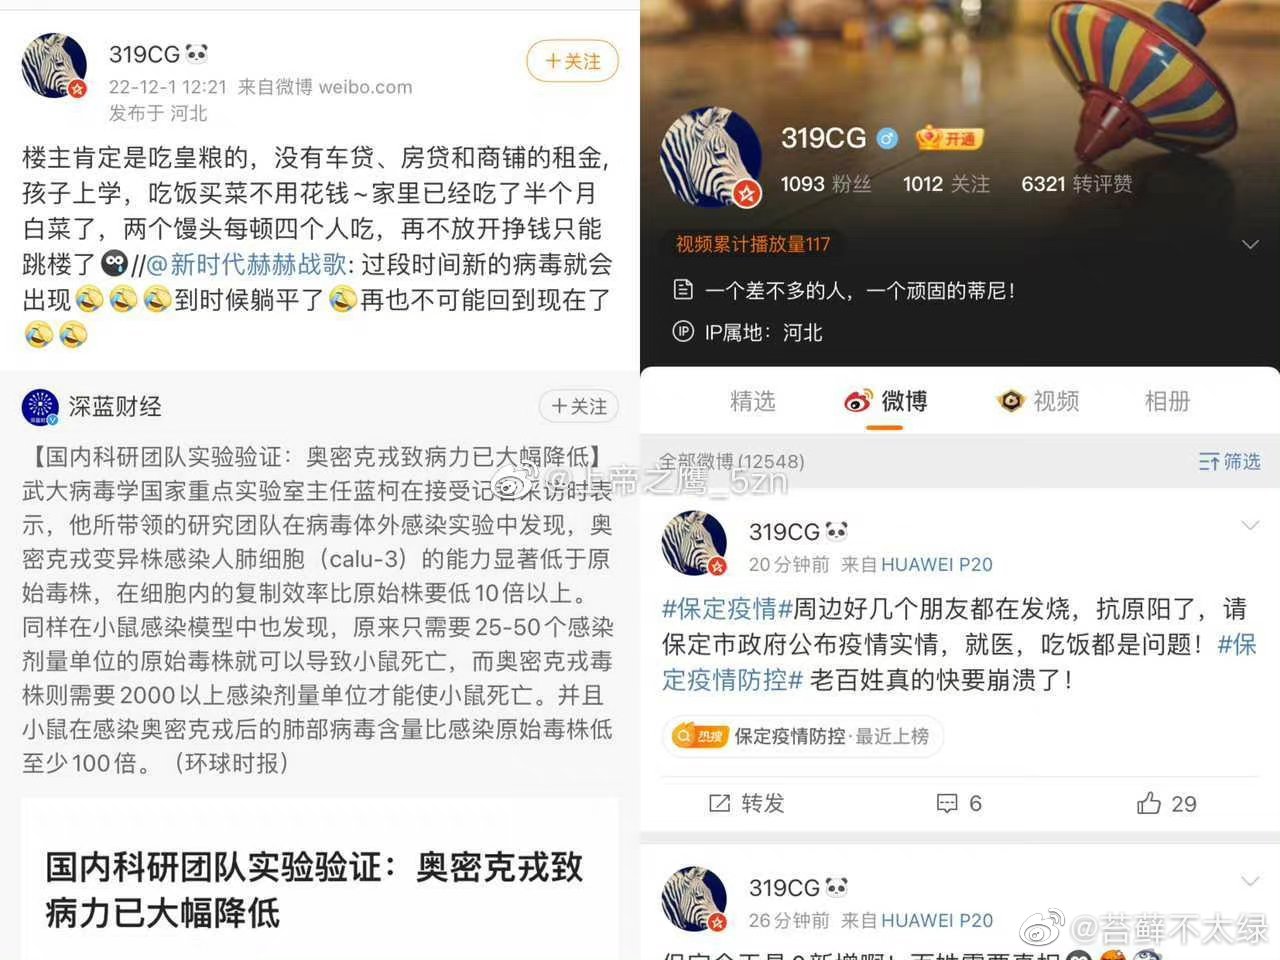 319CG
22-12-1 12:21 来自微博 weibo.com
发布于 河北
+关注
楼主肯定是吃皇粮的，没有车贷、房贷和商铺的租金,
孩子上学，吃饭买菜不用花钱~家里已经吃了半个月
白菜了，两个馒头每顿四个人吃，再不放开挣钱只能
跳楼了//@新时代赫赫战歌: 过段时间新的病毒就会
出现到时候躺平了再也不可能回到现在了
深蓝财经
+关注
【国内科研团队实验验证：奥密克戎致病力已大幅降低】
武大病毒学国家重点实验室主任蓝柯在接受记者采访时表
示，他所带领的研究团队在病毒体外感染实验中发现，奥
密克戎变异株感染人肺细胞（calu-3）的能力显著低于原
始毒株，在细胞内的复制效率比原始株要低10倍以上。
同样在小鼠感染模型中也发现，原来只需要25-50个感染
剂量单位的原始毒株就可以导致小鼠死亡，而奥密克戎毒
株则需要2000以上感染剂量单位才能使小鼠死亡。并且
小鼠在感染奥密克戎后的肺部病毒含量比感染原始毒株低
至少100倍。（环球时报）
国内科研团队实验验证：奥密克戎致
病力已大幅降低
319CG
开通
1093 粉丝 1012 关注 6321 转评赞
视频累计播放量117
一个差不多的人，一个顽固的蒂尼！
IP IP属地：河北
精选 微博 视频 相册
全部微博(12548)
筛选
@上帝之鹰_5zn
319CG
20分钟前 来自 HUAWEI P20
#保定疫情#周边好几个朋友都在发烧，抗原阳了，请
保定市政府公布疫情实情，就医，吃饭都是问题！#保
定疫情防控# 老百姓真的快要崩溃了！
热搜 保定疫情防控·最近上榜
转发 6 29
319CG
26分钟前 来自 HUAWEI P20
@苔藓不太绿